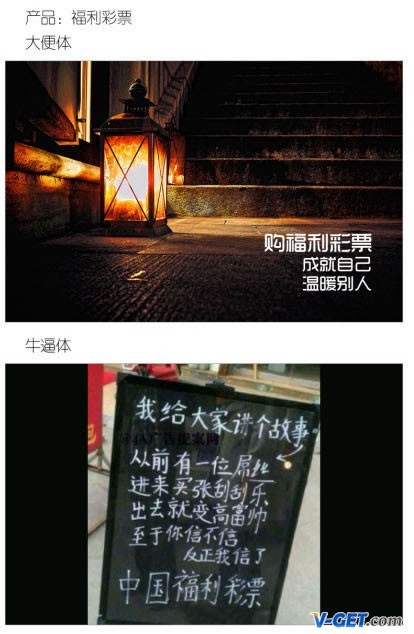 产品：福利彩票
大便体
购福利彩票
成就自己
温暖别人
牛逼体
我给大家讲个故事。
从前有一位屌丝
进来买张刮刮乐
出去就变高富帅
至于你信不信
反正我信了
中国福利彩票
V-GET.com